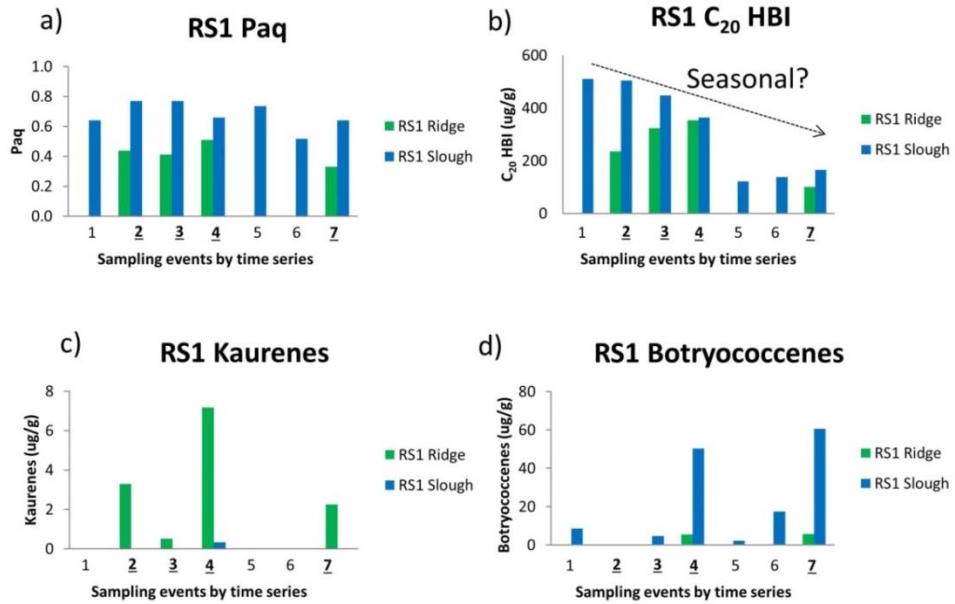 a)
RS1 Paq
1.0
0.8
0.6
0.4
0.2
0.0
Paq
1 2 3 4 5 6 7
Sampling events by time series
RS1 Ridge
RS1 Slough
b)
RS1 C20 HBI
600
400
200
0
C20 HBI (ug/g)
Seasonal?
1 2 3 4 5 6 7
Sampling events by time series
RS1 Ridge
RS1 Slough
c)
RS1 Kaurenes
8
6
4
2
0
Kaurenes (ug/g)
1 2 3 4 5 6 7
Sampling events by time series
RS1 Ridge
RS1 Slough
d)
RS1 Botryococcenes
80
60
40
20
0
Botryococcenes (ug/g)
1 2 3 4 5 6 7
Sampling events by time series
RS1 Ridge
RS1 Slough